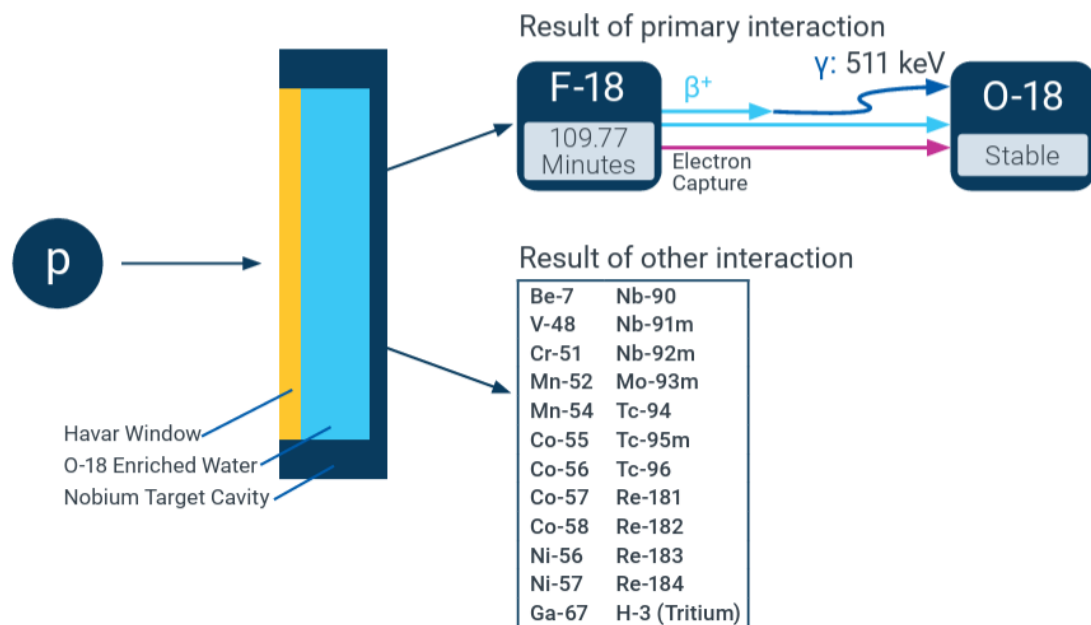 Result of primary interaction
F-18
109.77
Minutes
β⁺
γ: 511 keV
Electron
Capture
O-18
Stable
p
Havar Window
O-18 Enriched Water
Nobium Target Cavity
Result of other interaction
Be-7 Nb-90
V-48 Nb-91m
Cr-51 Nb-92m
Mn-52 Mo-93m
Mn-54 Tc-94
Co-55 Tc-95m
Co-56 Tc-96
Co-57 Re-181
Co-58 Re-182
Ni-56 Re-183
Ni-57 Re-184
Ga-67 H-3 (Tritium)